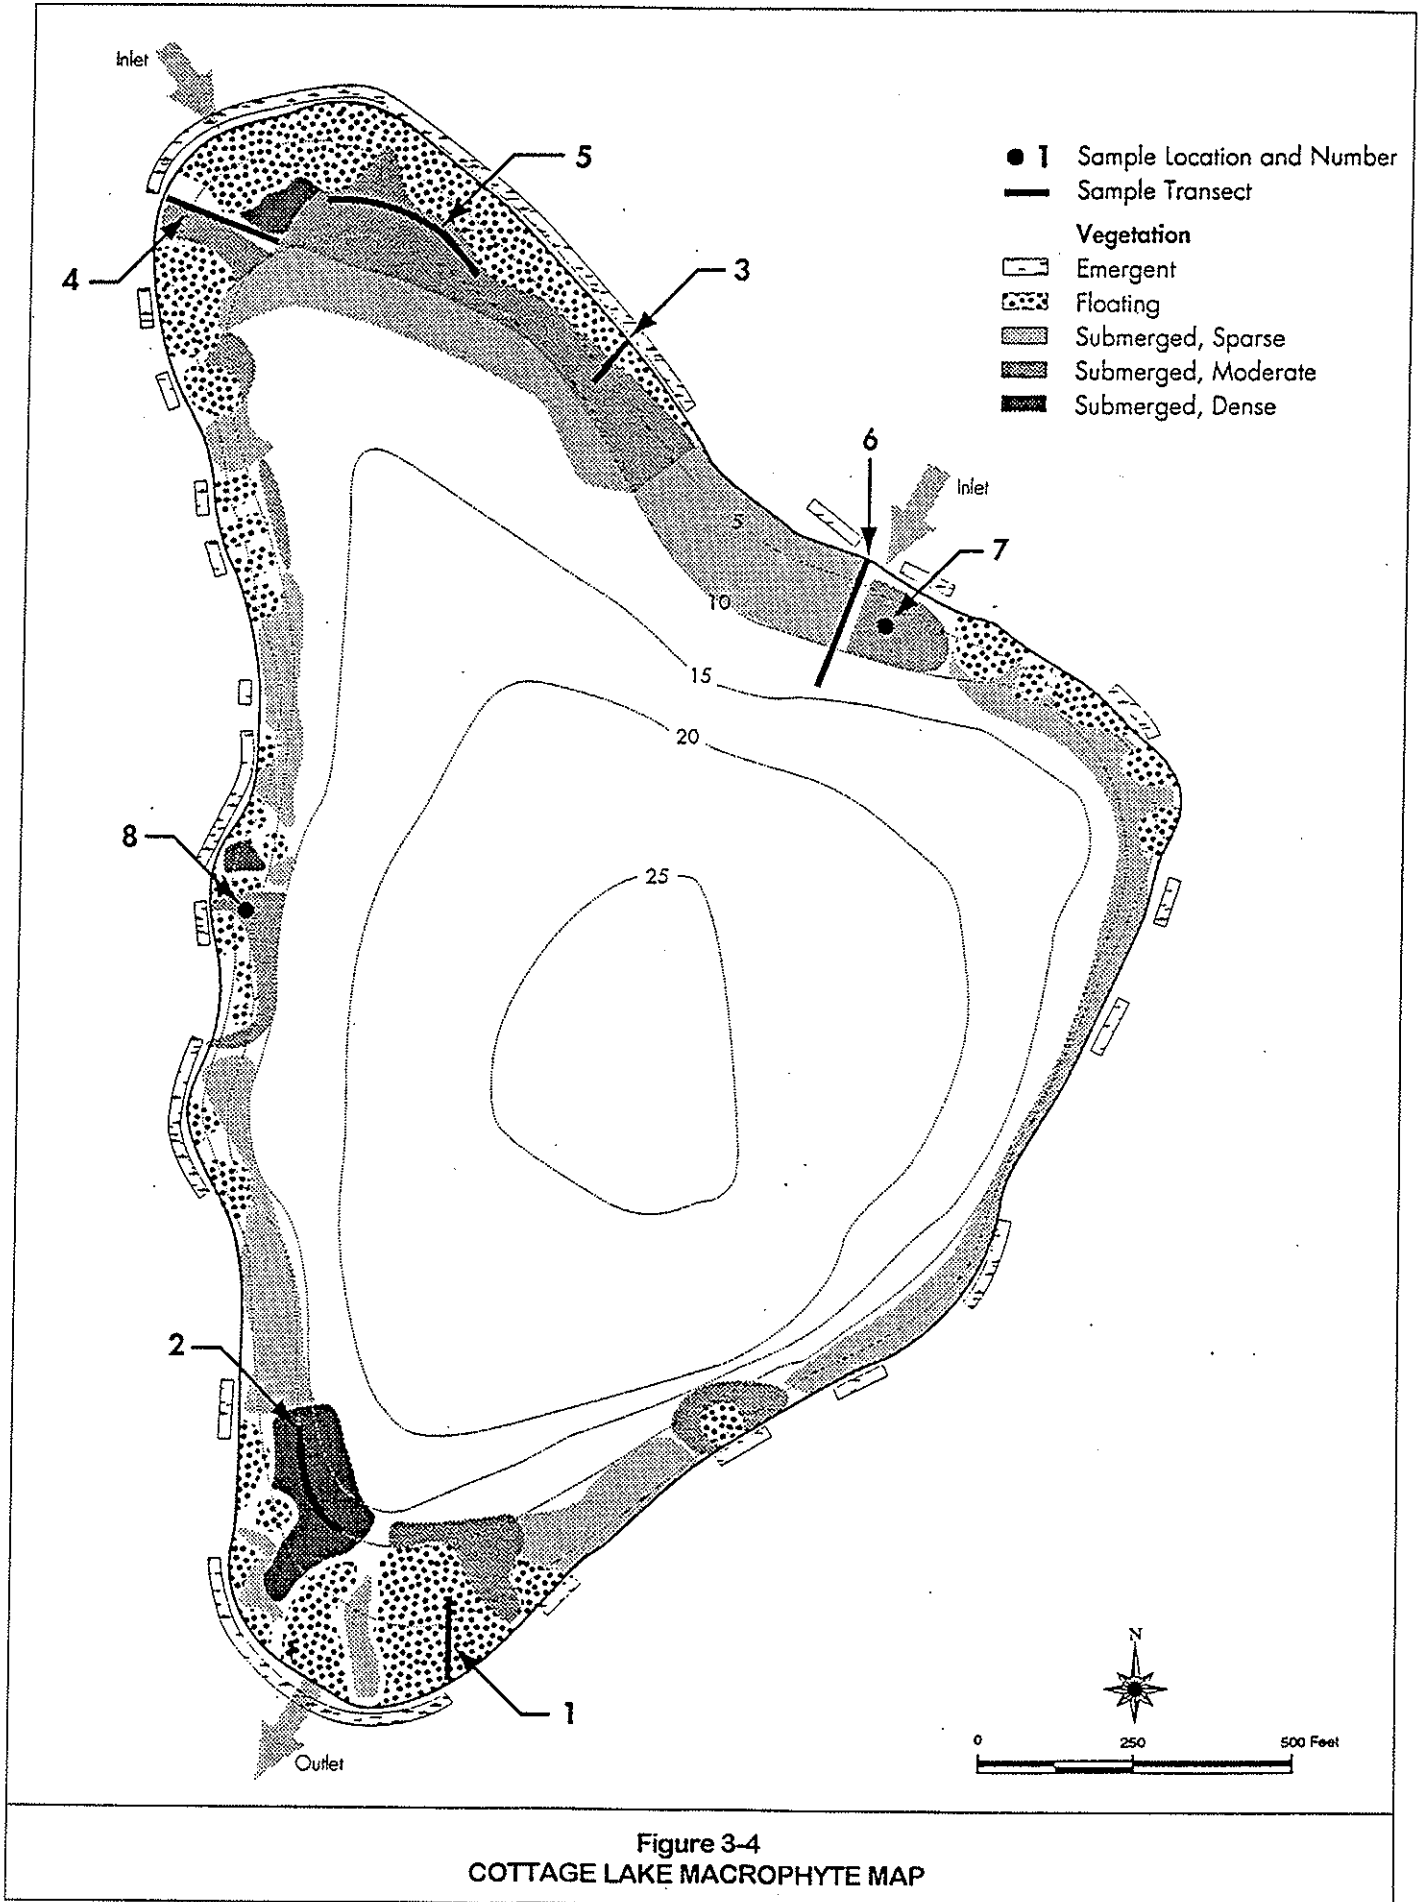 Inlet
5
1 Sample Location and Number
Sample Transect
Vegetation
Emergent
Floating
Submerged, Sparse
Submerged, Moderate
Submerged, Dense
3
4
6
Inlet
5
7
10
15
20
8
25
2
1
N
0 250 500 Feet
Outlet
Figure 3-4
COTTAGE LAKE MACROPHYTE MAP